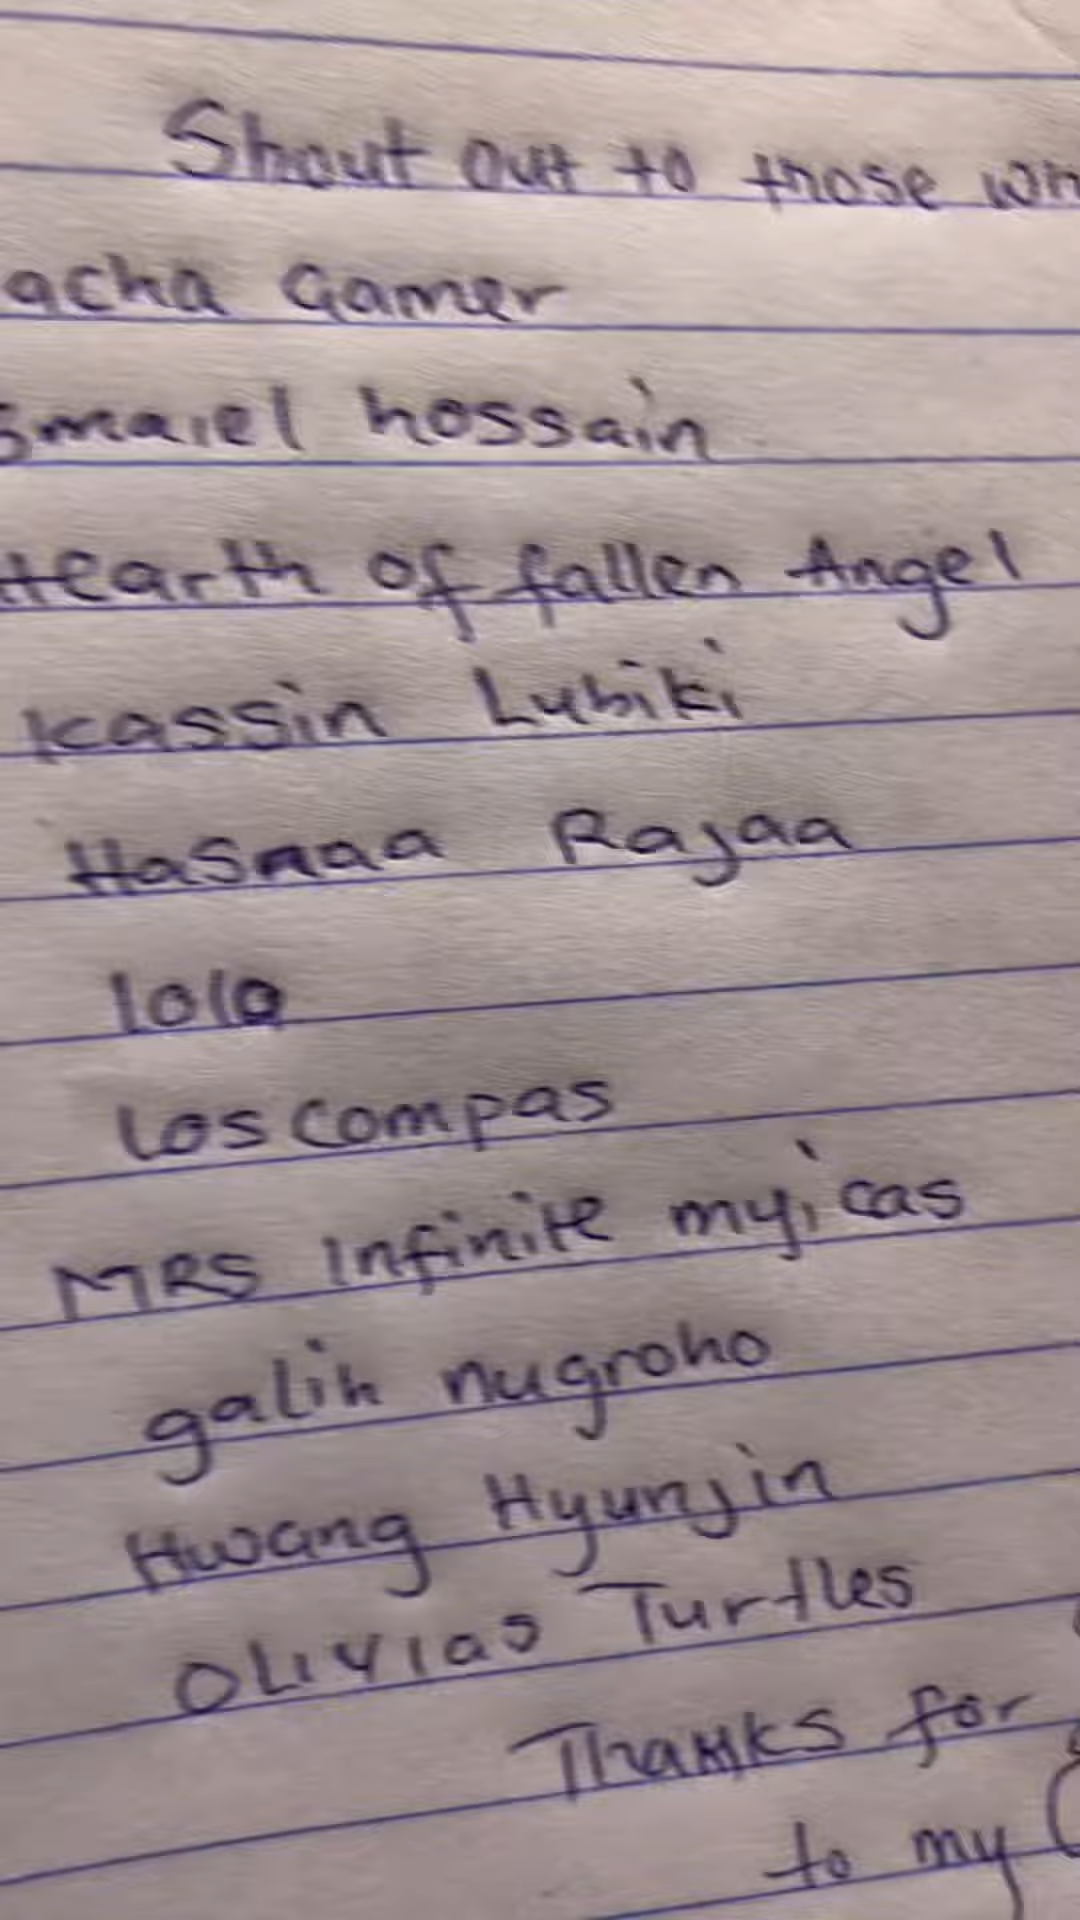 Shout out to those wh
acha Gamer
smaiel hossain
Hearth of fallen Angel
Kassin Lubiki
Hasnaa Rajaa
lola
los compas
MRS Infinite myicas
galih nugroho
Hwang Hyunjin
Olivias Turtles
Thanks for
to my